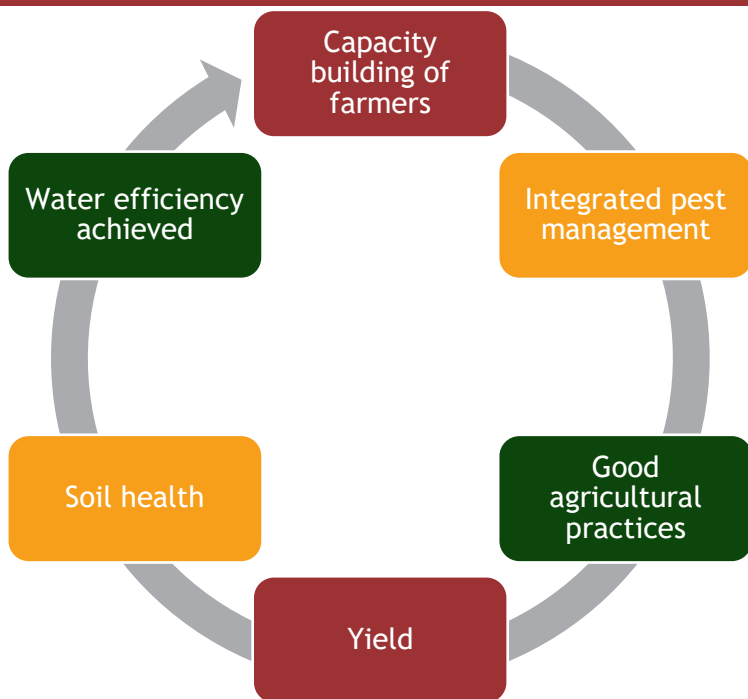 Capacity
building of
farmers
Integrated pest
management
Good
agricultural
practices
Yield
Soil health
Water efficiency
achieved